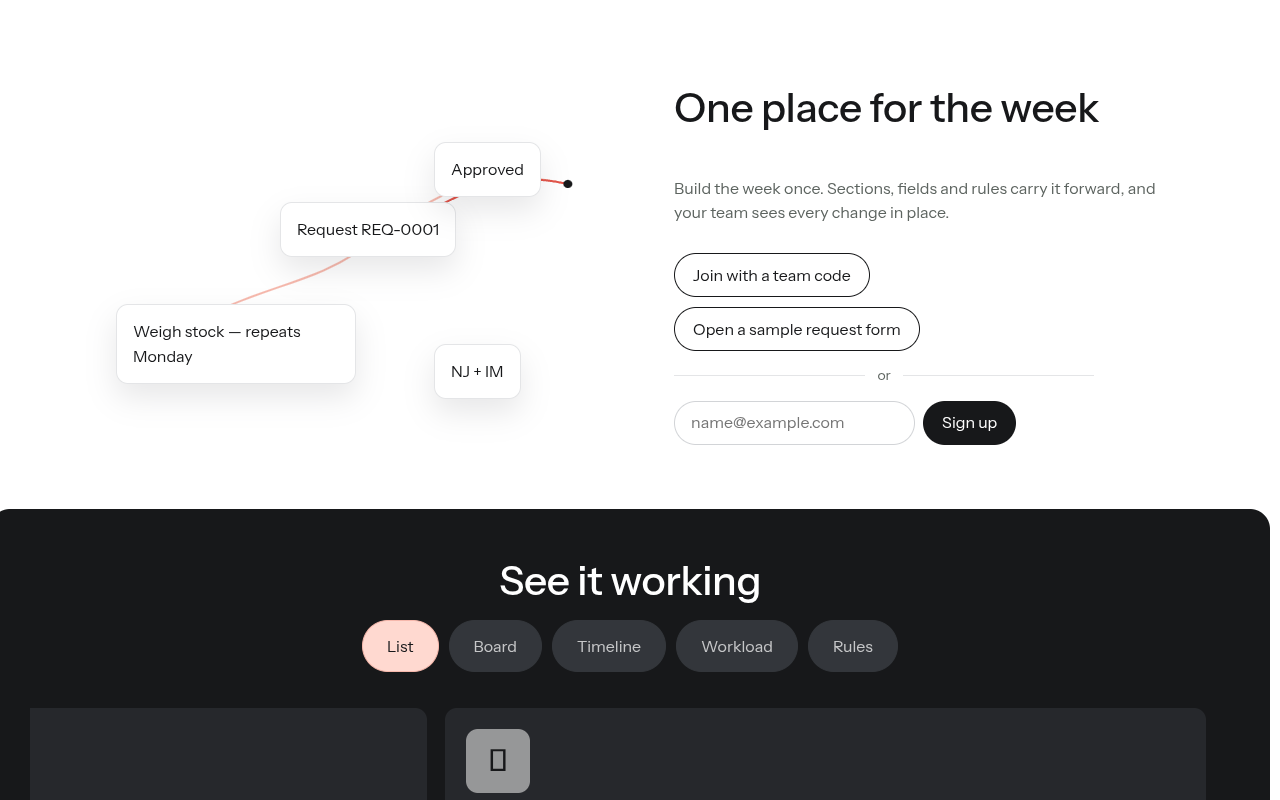 One place for the week
Build the week once. Sections, fields and rules carry it forward, and
your team sees every change in place.
Join with a team code
Open a sample request form
or
name@example.com
Sign up
Approved
Request REQ-0001
Weigh stock — repeats
Monday
NJ + IM
See it working
List
Board
Timeline
Workload
Rules